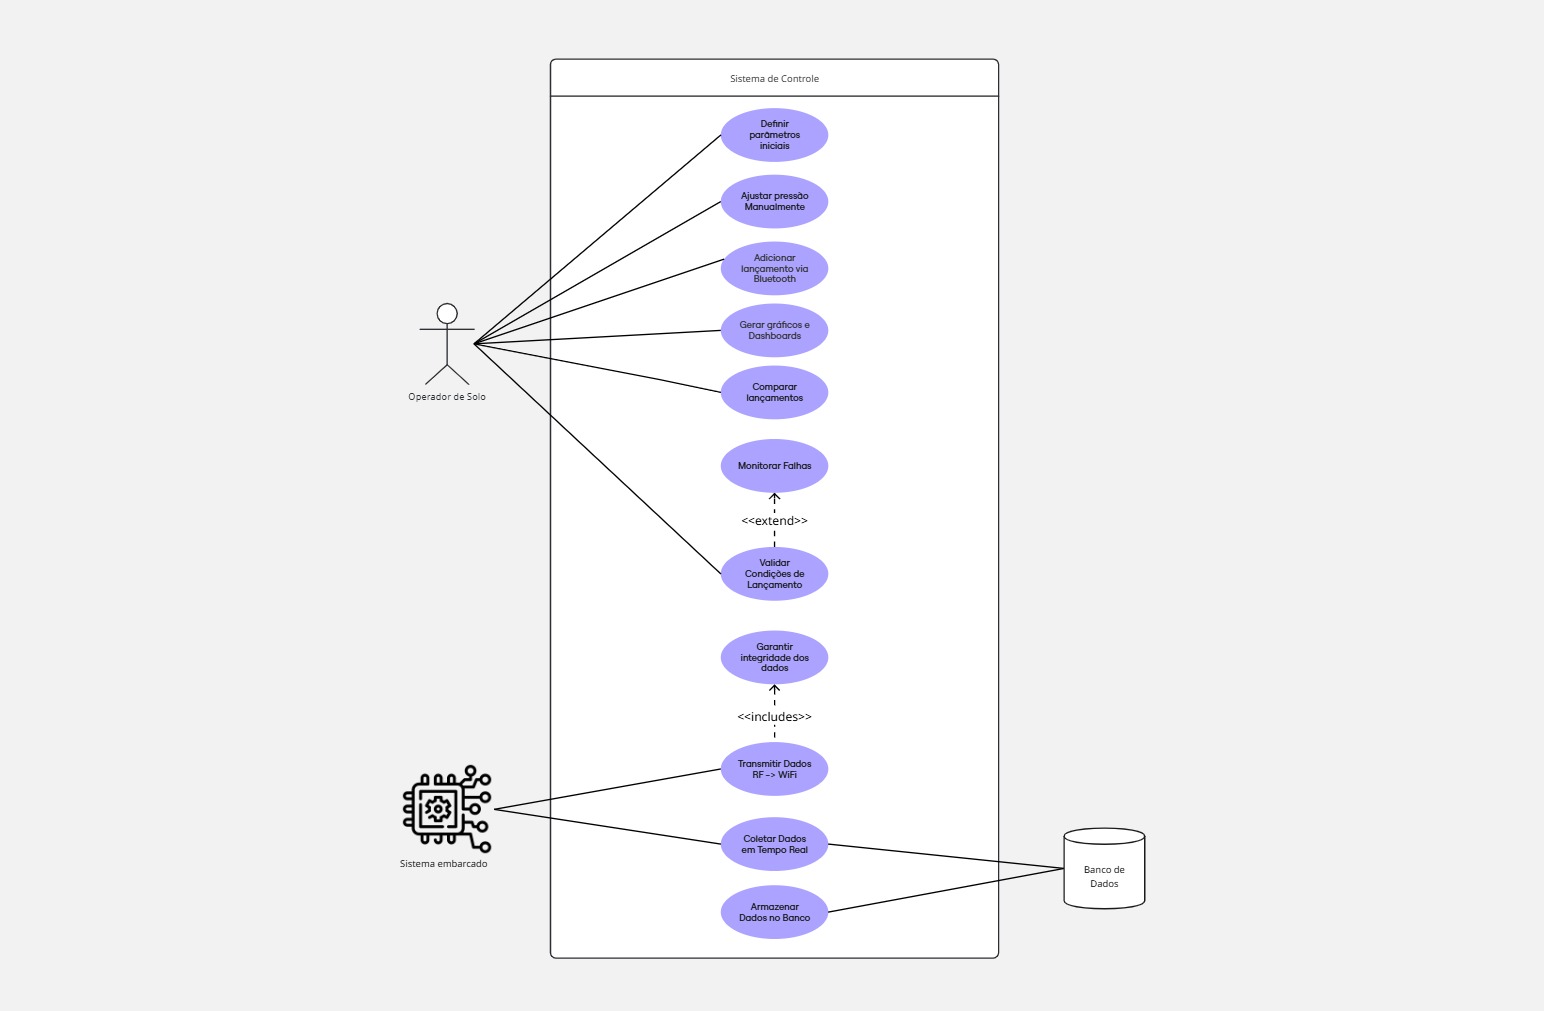 Sistema de Controle
Definir
parâmetros
iniciais
Ajustar pressão
Manualmente
Adicionar
lançamento via
Bluetooth
Gerar gráficos e
Dashboards
Comparar
lançamentos
Operador de Solo
Monitorar Falhas
<<extend>>
Validar
Condições de
Lançamento
Garantir
integridade dos
dados
<<includes>>
Transmitir Dados
RF -> WiFi
Sistema embarcado
Coletar Dados
em Tempo Real
Banco de
Dados
Armazenar
Dados no Banco